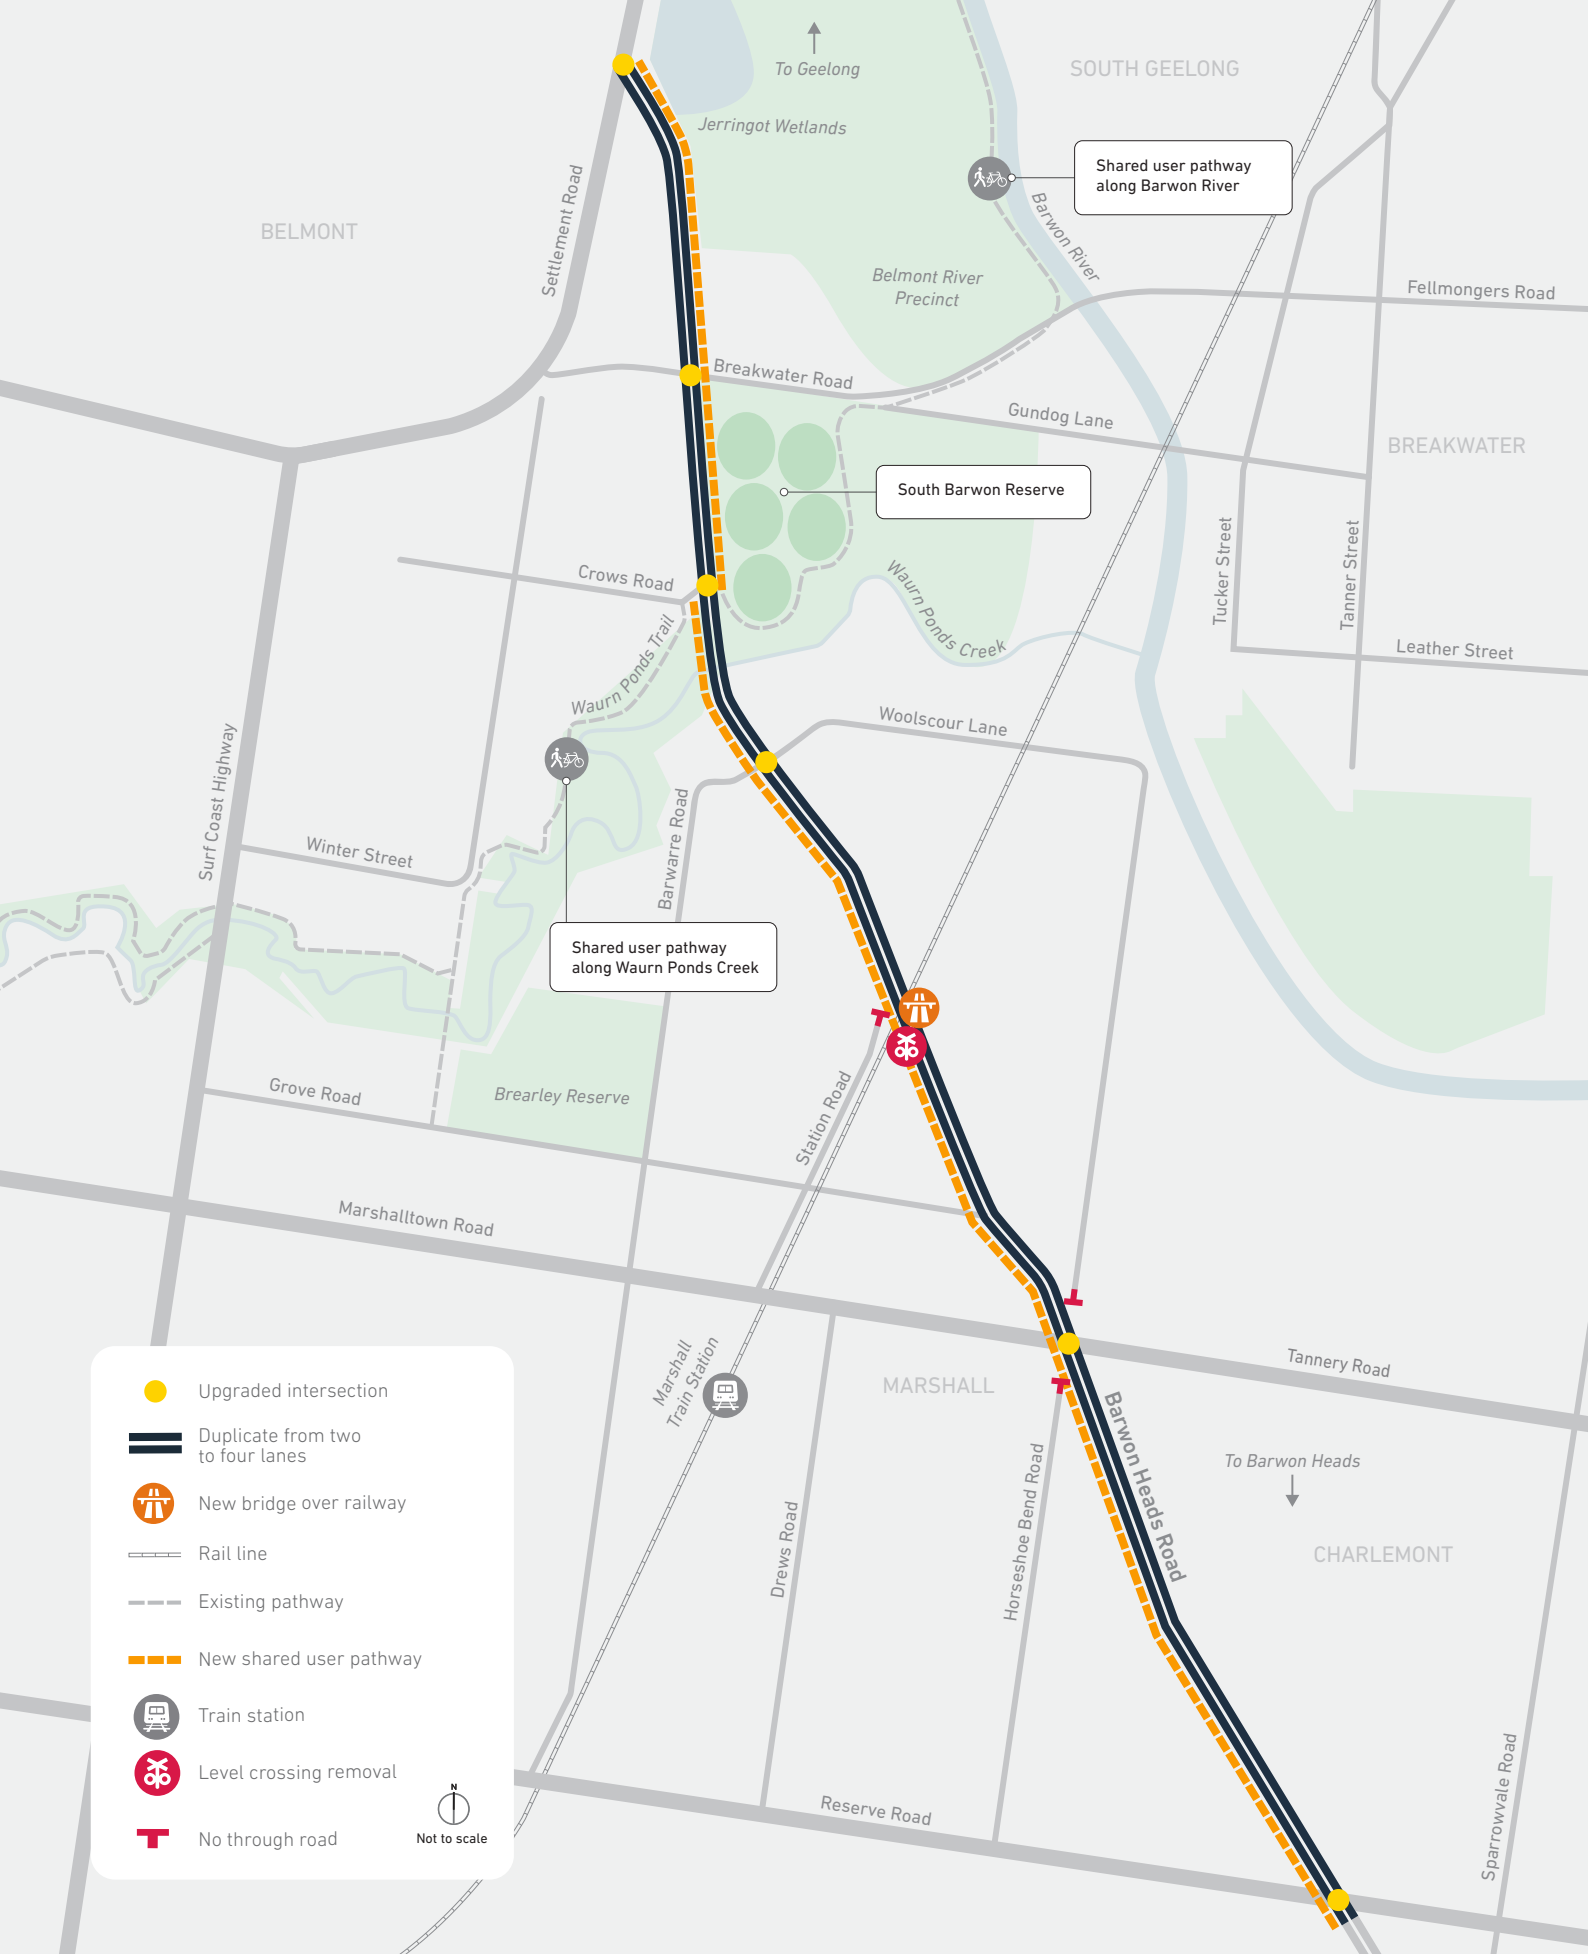 To Geelong
SOUTH GEELONG
Jerringot Wetlands
Shared user pathway
along Barwon River
Settlement Road
BELMONT
Barwon River
Belmont River
Precinct
Fellmongers Road
Breakwater Road
Gundog Lane
BREAKWATER
South Barwon Reserve
Crows Road
Waurn Ponds Creek
Tucker Street
Tanner Street
Leather Street
Waurn Ponds Trail
Woolscour Lane
Surf Coast Highway
Barwarre Road
Winter Street
Shared user pathway
along Waurn Ponds Creek
Grove Road
Brearley Reserve
Station Road
Marshalltown Road
Marshall
Train Station
MARSHALL
Tannery Road
Barwon Heads Road
To Barwon Heads
Horseshoe Bend Road
Drews Road
CHARLEMONT
Sparrowvale Road
Reserve Road
Upgraded intersection
Duplicate from two
to four lanes
New bridge over railway
Rail line
Existing pathway
New shared user pathway
Train station
Level crossing removal
No through road
N
Not to scale